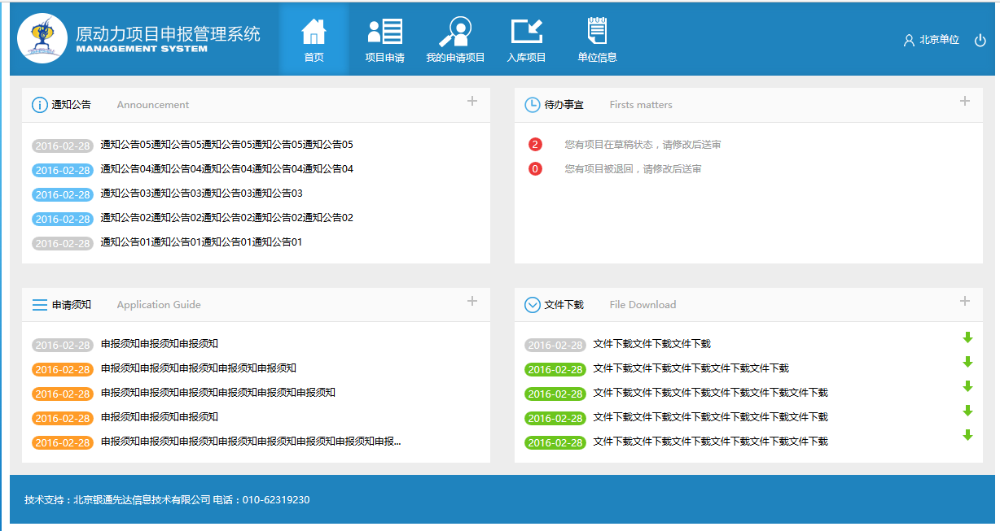 原动力项目申报管理系统
MANAGEMENT SYSTEM
首页
项目申请
我的申请项目
入库项目
单位信息
北京单位
通知公告 Announcement
2016-02-28 通知公告05通知公告05通知公告05通知公告05通知公告05
2016-02-28 通知公告04通知公告04通知公告04通知公告04通知公告04
2016-02-28 通知公告03通知公告03通知公告03通知公告03
2016-02-28 通知公告02通知公告02通知公告02通知公告02通知公告02
2016-02-28 通知公告01通知公告01通知公告01通知公告01
待办事宜 Firsts matters
2 您有项目在草稿状态，请修改后送审
0 您有项目被退回，请修改后送审
申请须知 Application Guide
2016-02-28 申报须知申报须知申报须知
2016-02-28 申报须知申报须知申报须知申报须知申报须知
2016-02-28 申报须知申报须知申报须知申报须知申报须知申报须知
2016-02-28 申报须知申报须知申报须知
2016-02-28 申报须知申报须知申报须知申报须知申报须知申报须知申报须知申报...
文件下载 File Download
2016-02-28 文件下载文件下载文件下载
2016-02-28 文件下载文件下载文件下载文件下载文件下载
2016-02-28 文件下载文件下载文件下载文件下载文件下载文件下载
2016-02-28 文件下载文件下载文件下载文件下载文件下载文件下载
2016-02-28 文件下载文件下载文件下载文件下载文件下载文件下载
技术支持：北京银通先达信息技术有限公司 电话：010-62319230